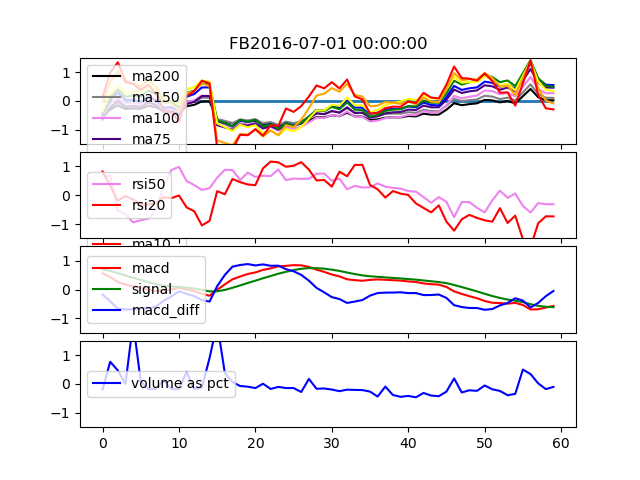 FB2016-07-01 00:00:00
1
0
−1
ma200
ma150
ma100
ma75
1
0
−1
rsi50
rsi20
ma10
1
0
−1
macd
signal
macd_diff
1
0
−1
volume as pct
0 10 20 30 40 50 60